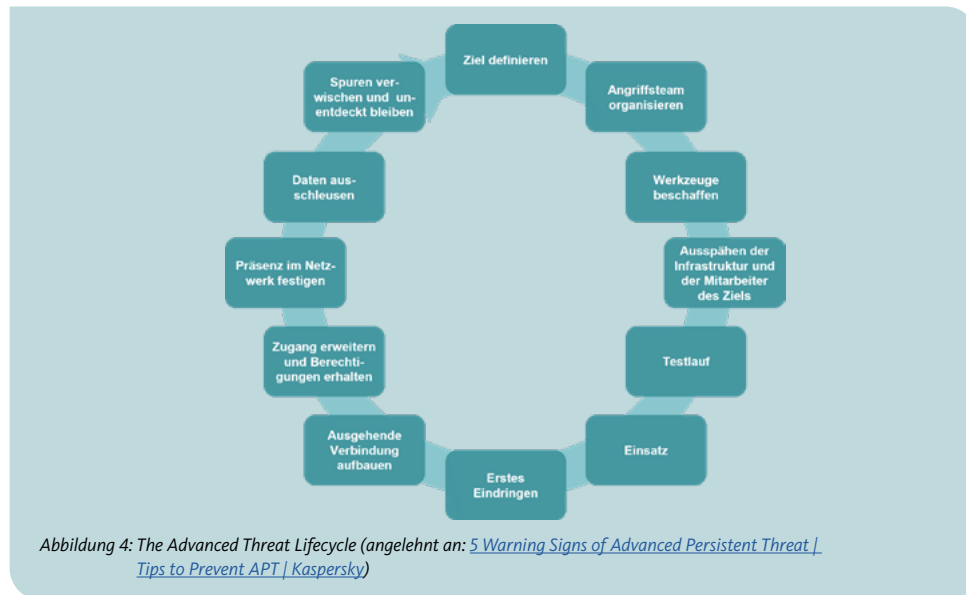 Ziel definieren
Angriffsteam
organisieren
Werkzeuge
beschaffen
Ausspähen der
Infrastruktur und
der Mitarbeiter
des Ziels
Testlauf
Einsatz
Erstes
Eindringen
Ausgehende
Verbindung
aufbauen
Zugang erweitern
und Berechti-
gungen erhalten
Präsenz im Netz-
werk festigen
Daten aus-
schleusen
Spuren ver-
wischen und un-
entdeckt bleiben
Abbildung 4: The Advanced Threat Lifecycle (angelehnt an: 5 Warning Signs of Advanced Persistent Threat |
Tips to Prevent APT | Kaspersky)